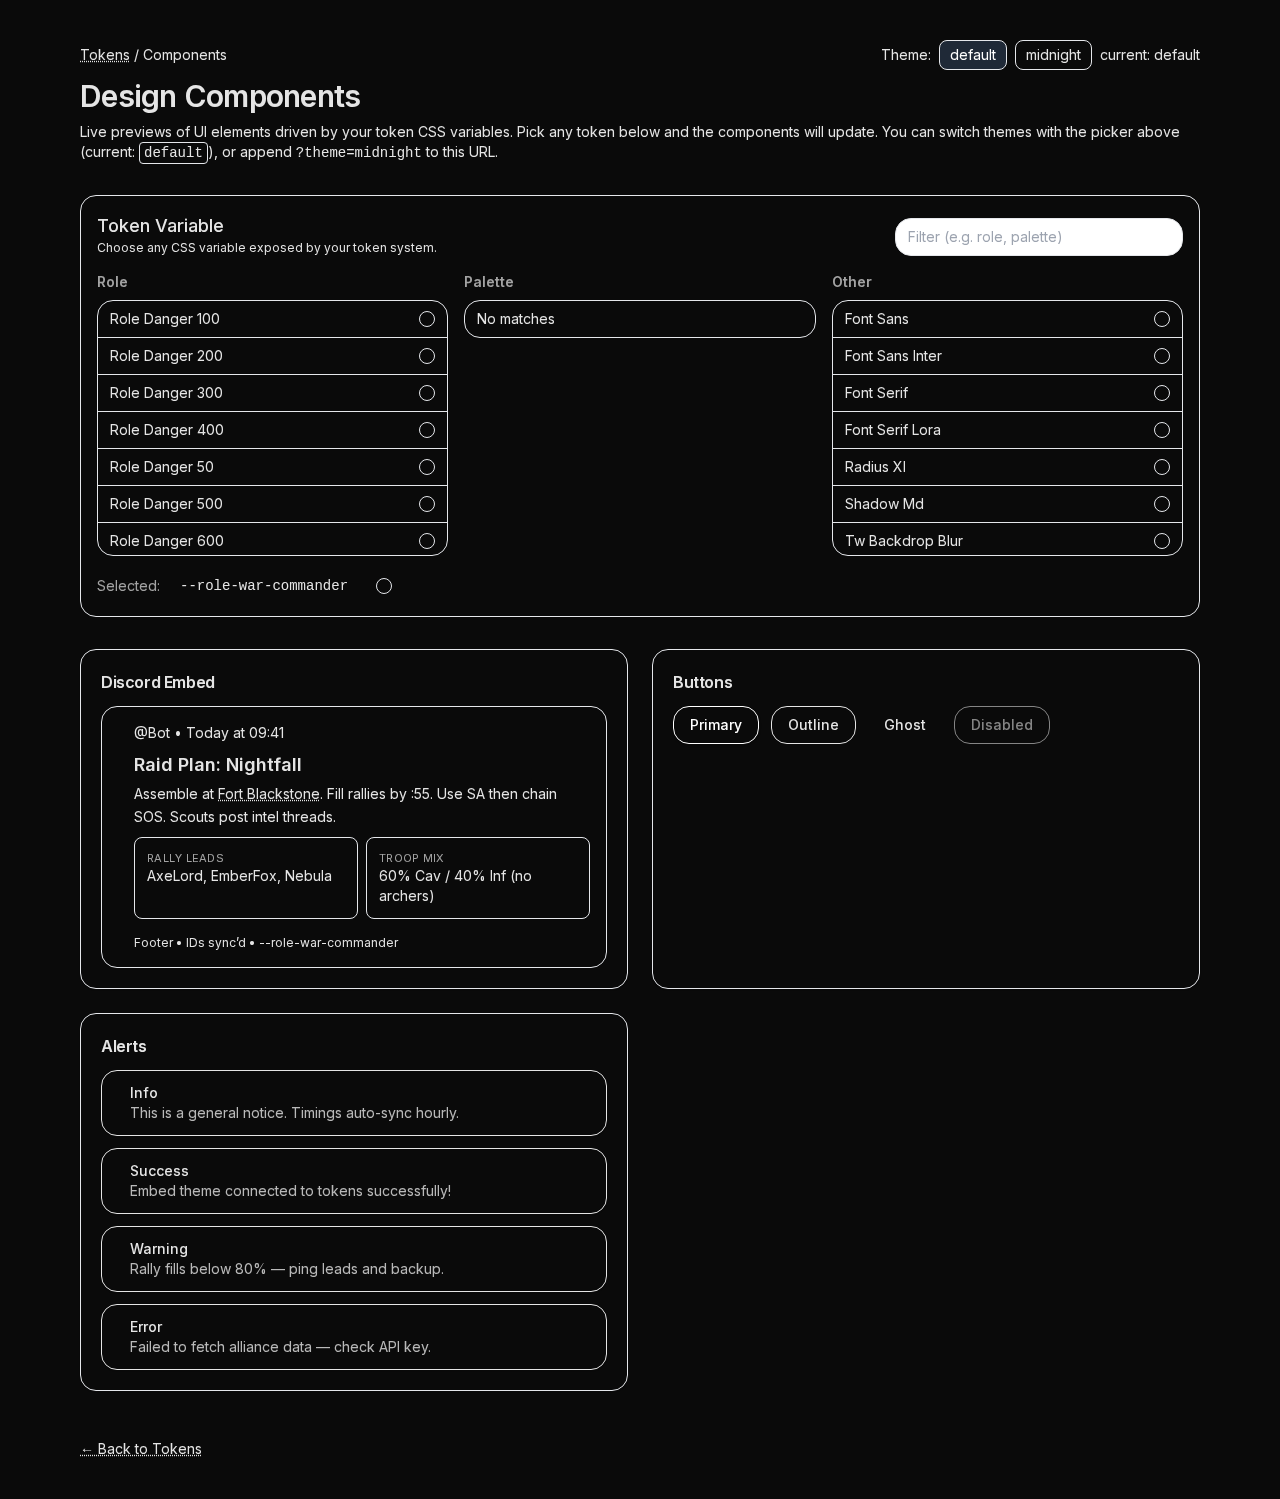 Tokens / Components
Theme: default midnight current: default
Design Components
Live previews of UI elements driven by your token CSS variables. Pick any token below and the components will update. You can switch themes with the picker above
(current: default), or append ?theme=midnight to this URL.
Token Variable
Choose any CSS variable exposed by your token system.
Filter (e.g. role, palette)
Role
Role Danger 100
Role Danger 200
Role Danger 300
Role Danger 400
Role Danger 50
Role Danger 500
Role Danger 600
Palette
No matches
Other
Font Sans
Font Sans Inter
Font Serif
Font Serif Lora
Radius Xl
Shadow Md
Tw Backdrop Blur
Selected: --role-war-commander
Discord Embed
@Bot • Today at 09:41
Raid Plan: Nightfall
Assemble at Fort Blackstone. Fill rallies by :55. Use SA then chain
SOS. Scouts post intel threads.
RALLY LEADS
AxeLord, EmberFox, Nebula
TROOP MIX
60% Cav / 40% Inf (no
archers)
Footer • IDs sync’d • --role-war-commander
Buttons
Primary Outline Ghost Disabled
Alerts
Info
This is a general notice. Timings auto-sync hourly.
Success
Embed theme connected to tokens successfully!
Warning
Rally fills below 80% — ping leads and backup.
Error
Failed to fetch alliance data — check API key.
← Back to Tokens